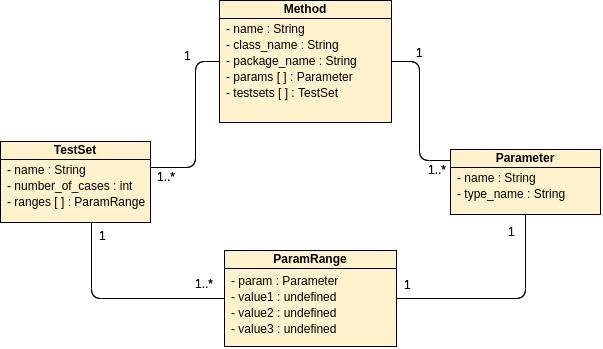 Method
- name : String
- class_name : String
- package_name : String
- params [ ] : Parameter
- testsets [ ] : TestSet
1
1
TestSet
- name : String
- number_of_cases : int
- ranges [ ] : ParamRange
1..*
1..*
Parameter
- name : String
- type_name : String
1
1
ParamRange
- param : Parameter
- value1 : undefined
- value2 : undefined
- value3 : undefined
1..*
1